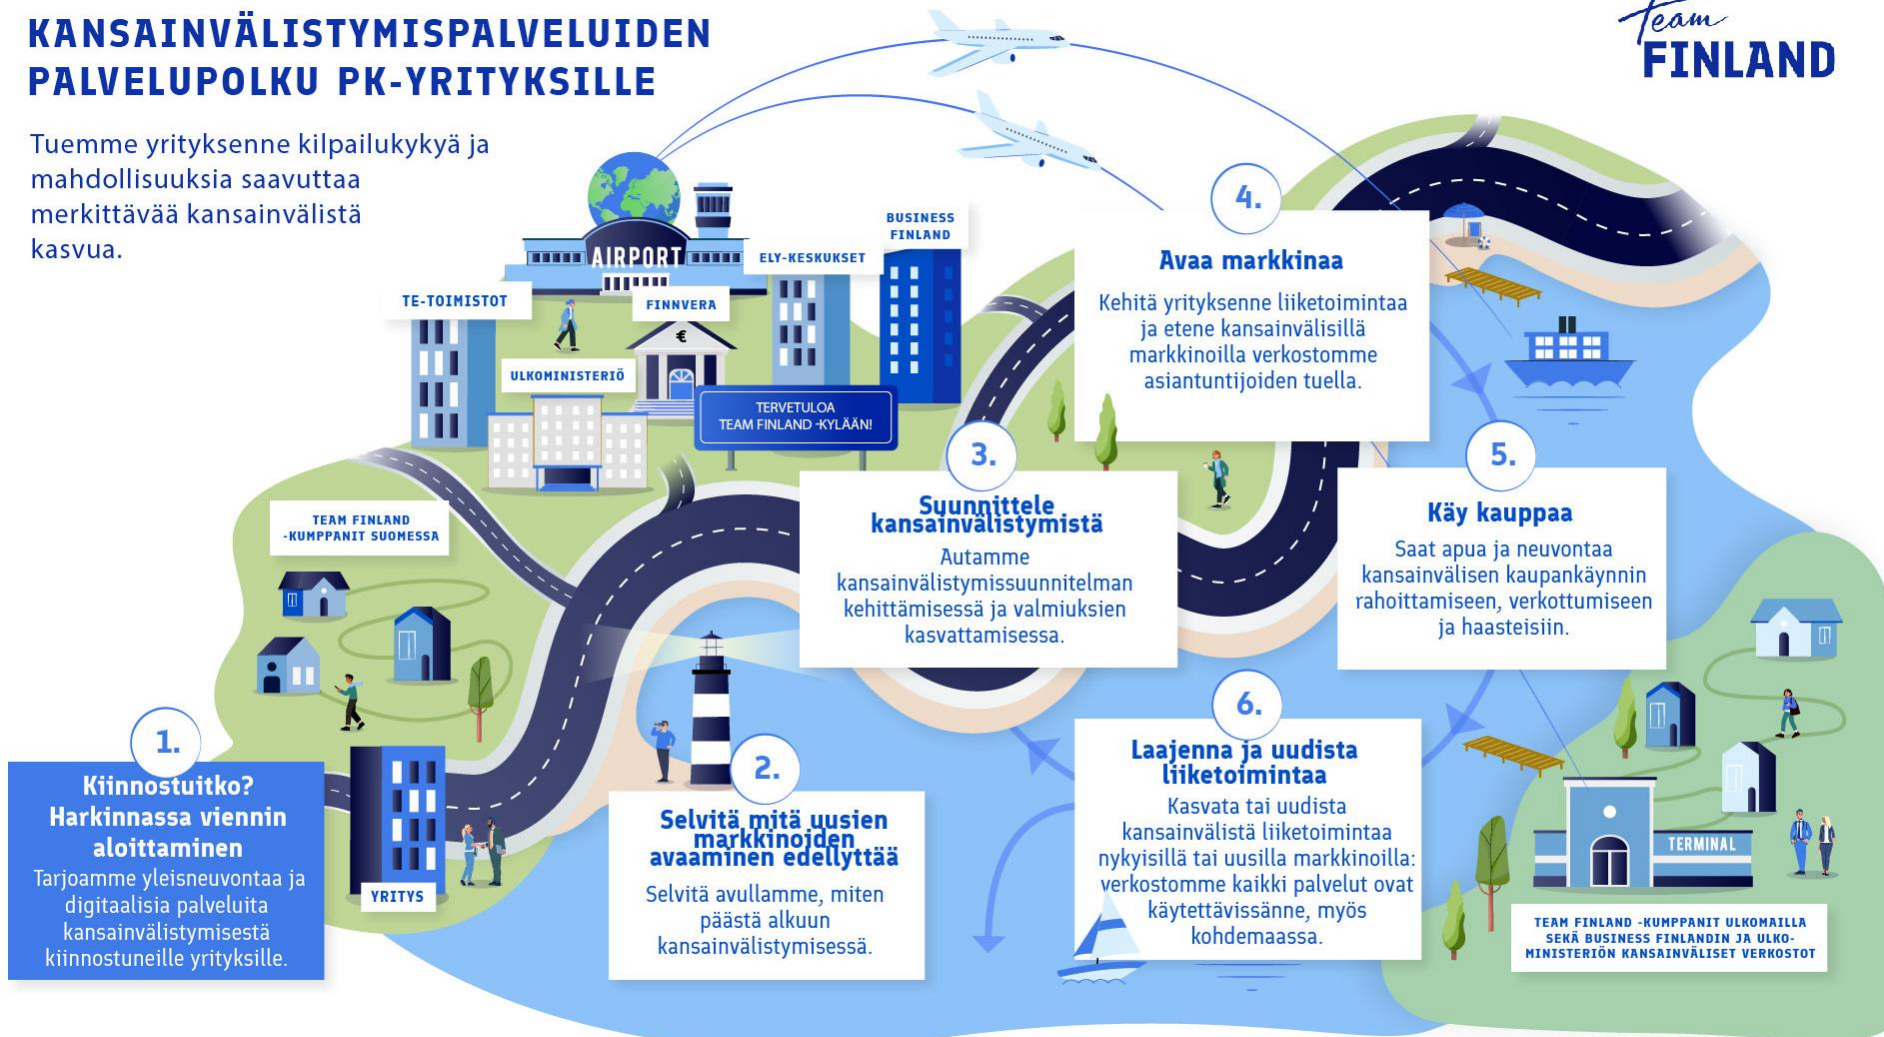 KANSAINVÄLISTYMISPALVELUIDEN
PALVELUPOLKU PK-YRITYKSILLE
Team
FINLAND
Tuemme yrityksenne kilpailukykyä ja
mahdollisuuksia saavuttaa
merkittävää kansainvälistä
kasvua.
AIRPORT
TE-TOIMISTOT
FINNVERA
€
ELY-KESKUKSET
BUSINESS
FINLAND
ULKOMINISTERIÖ
TERVETULOA
TEAM FINLAND -KYLÄÄN!
TEAM FINLAND
-KUMPPANIT SUOMESSA
YRITYS
1.
Kiinnostuitko?
Harkinnassa viennin
aloittaminen
Tarjoamme yleisneuvontaa ja
digitaalisia palveluita
kansainvälistymisestä
kiinnostuneille yrityksille.
2.
Selvitä mitä uusien
markkinoiden
avaaminen edellyttää
Selvitä avullamme, miten
päästä alkuun
kansainvälistymisessä.
3.
Suunnittele
kansainvälistymistä
Autamme
kansainvälistymissuunnitelman
kehittämisessä ja valmiuksien
kasvattamisessa.
4.
Avaa markkinaa
Kehitä yrityksenne liiketoimintaa
ja etene kansainvälisillä
markkinoilla verkostomme
asiantuntijoiden tuella.
5.
Käy kauppaa
Saat apua ja neuvontaa
kansainvälisen kaupankäynnin
rahoittamiseen, verkottumiseen
ja haasteisiin.
6.
Laajenna ja uudista
liiketoimintaa
Kasvata tai uudista
kansainvälistä liiketoimintaa
nykyisillä tai uusilla markkinoilla:
verkostomme kaikki palvelut ovat
käytettävissänne, myös
kohdemaassa.
TERMINAL
TEAM FINLAND -KUMPPANIT ULKOMAILLA
SEKÄ BUSINESS FINLANDIN JA ULKO-
MINISTERIÖN KANSAINVÄLISET VERKOSTOT